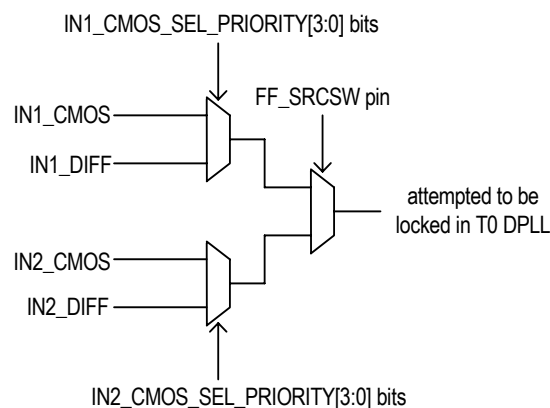 IN1_CMOS_SEL_PRIORITY[3:0] bits
FF_SRCSW pin
IN1_CMOS
IN1_DIFF
attempted to be
locked in T0 DPLL
IN2_CMOS
IN2_DIFF
IN2_CMOS_SEL_PRIORITY[3:0] bits